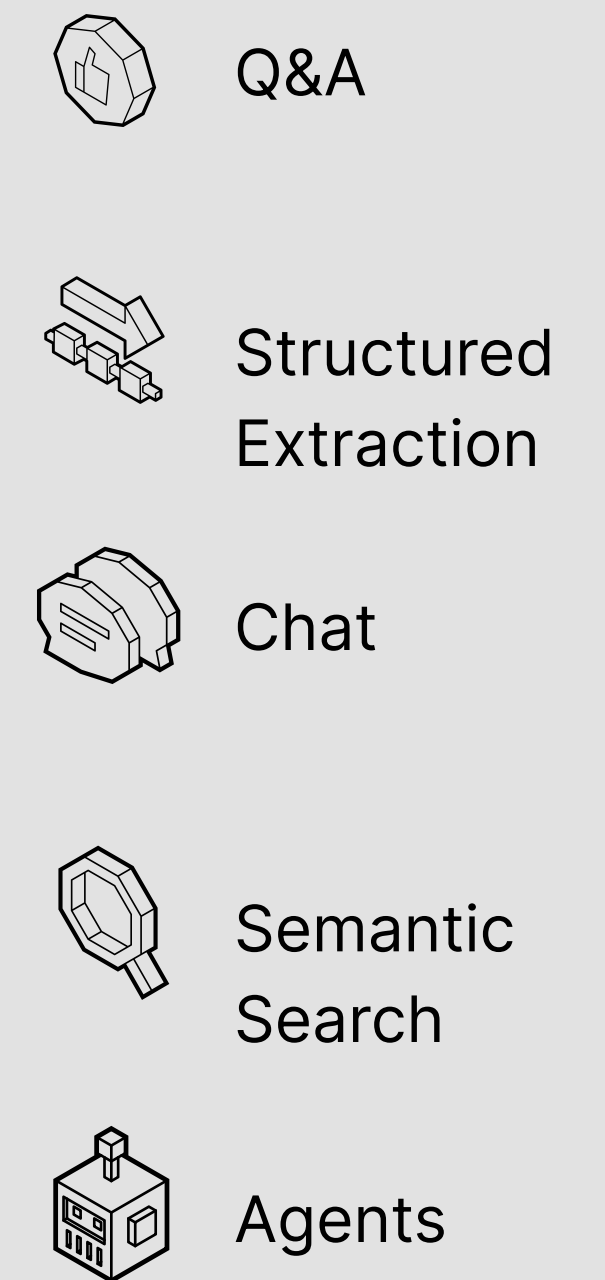 Q&A
Structured
Extraction
Chat
Semantic
Search
Agents